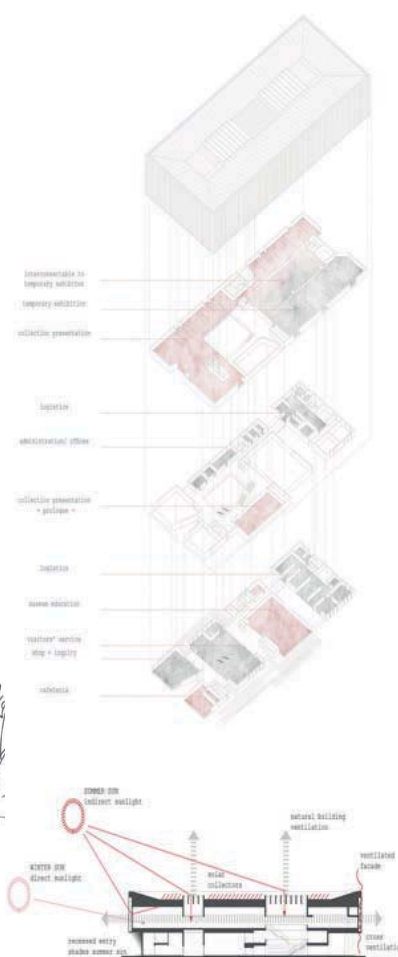 interconnectable to
temporary exhibition
temporary exhibition
collection presentation
logistics
administration/ offices
collection presentation
- prologue -
logistics
museum education
visitors' service
shop + inquiry
cafeteria
SUMMER SUN
indirect sunlight
natural building
ventilation
WINTER SUN
direct sunlight
solar
collectors
ventilated
facade
recessed entry
shades summer sun
cross
ventilation